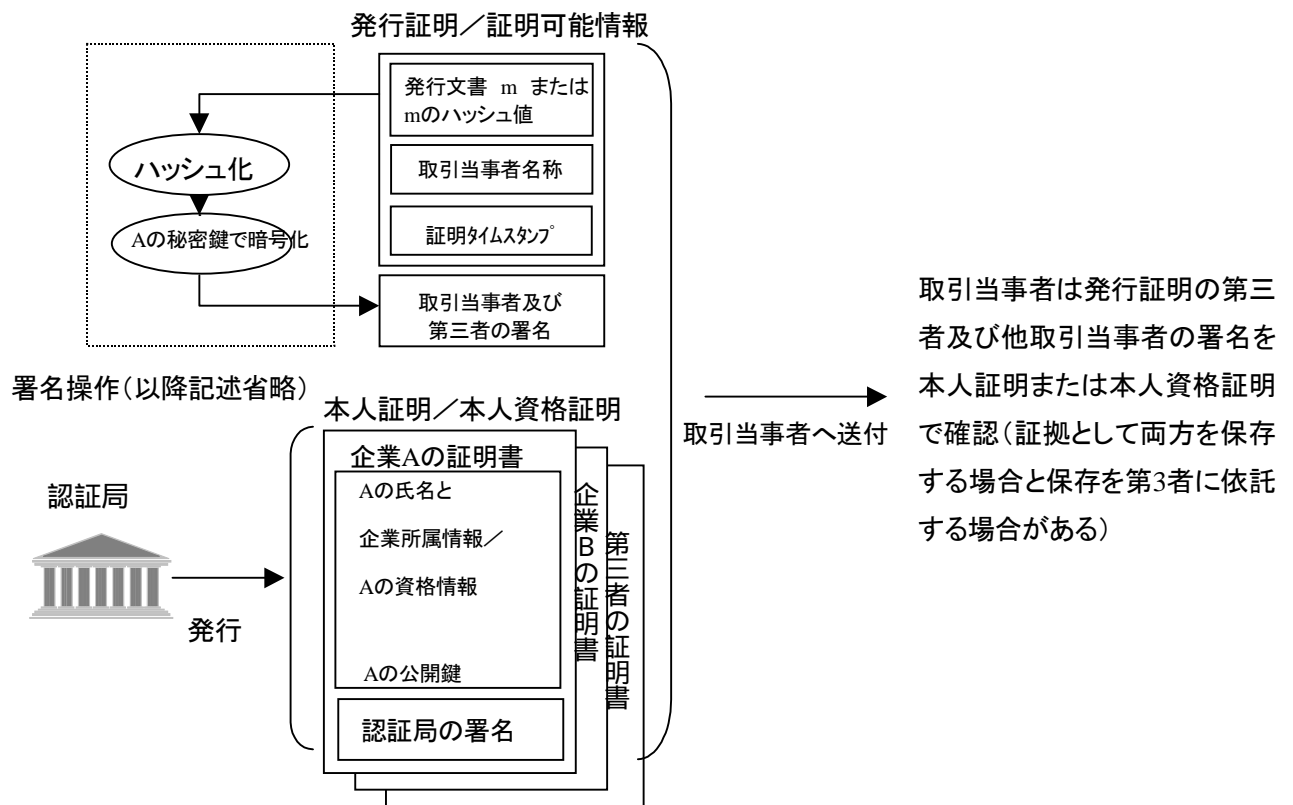 発行証明／証明可能情報
発行文書 m または
mのハッシュ値
ハッシュ化
取引当事者名称
Aの秘密鍵で暗号化
証明ﾀｲﾑｽﾀﾝﾌﾟ
取引当事者及び
第三者の署名
署名操作（以降記述省略）
本人証明／本人資格証明
企業Aの証明書
Aの氏名と
企業所属情報／
Aの資格情報
Aの公開鍵
認証局の署名
企業Bの証明書
第三者の証明書
認証局
発行
取引当事者へ送付
取引当事者は発行証明の第三
者及び他取引当事者の署名を
本人証明または本人資格証明
で確認（証拠として両方を保存
する場合と保存を第3者に依託
する場合がある）